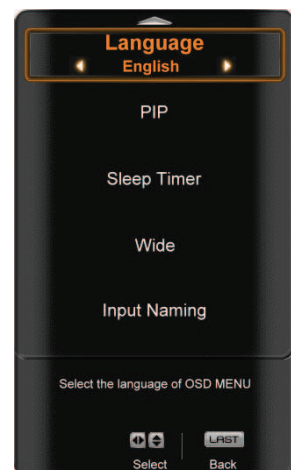 Language
English
PIP
Sleep Timer
Wide
Input Naming
Select the language of OSD MENU
LAST
Select Back